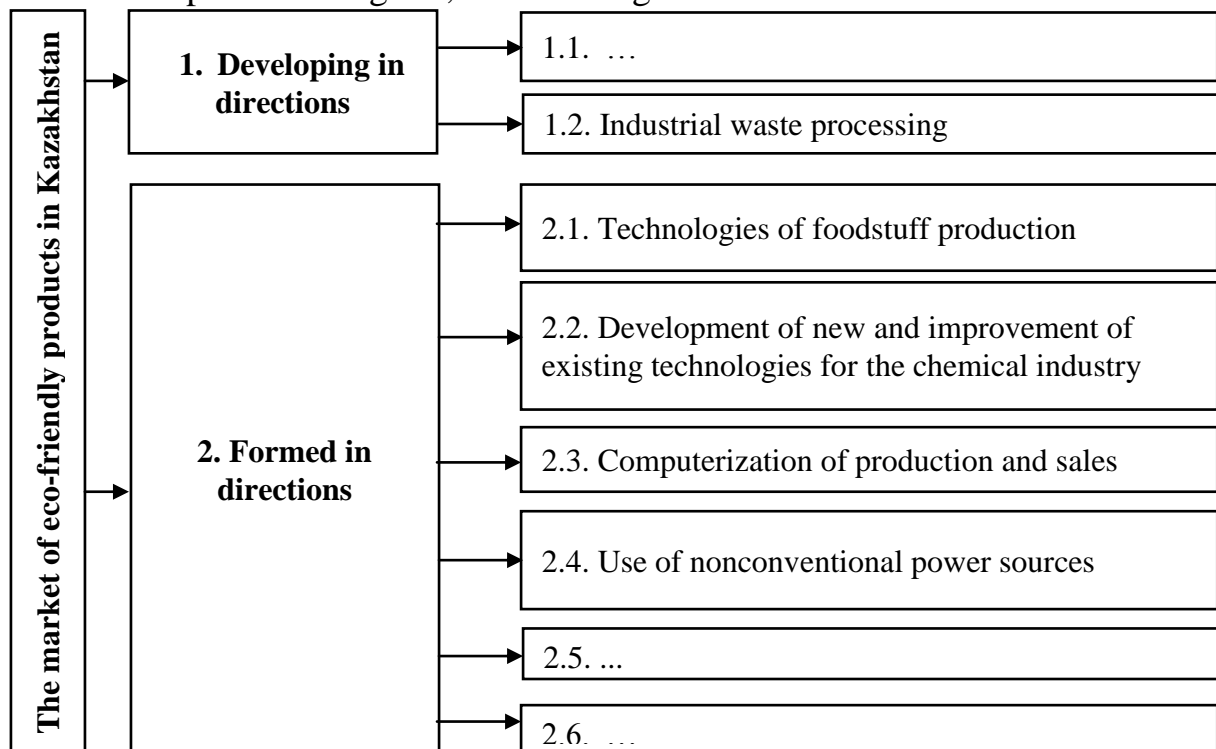 The market of eco-friendly products in Kazakhstan
1. Developing in
directions
1.1. …
1.2. Industrial waste processing
2. Formed in
directions
2.1. Technologies of foodstuff production
2.2. Development of new and improvement of
existing technologies for the chemical industry
2.3. Computerization of production and sales
2.4. Use of nonconventional power sources
2.5. ...
2.6. …